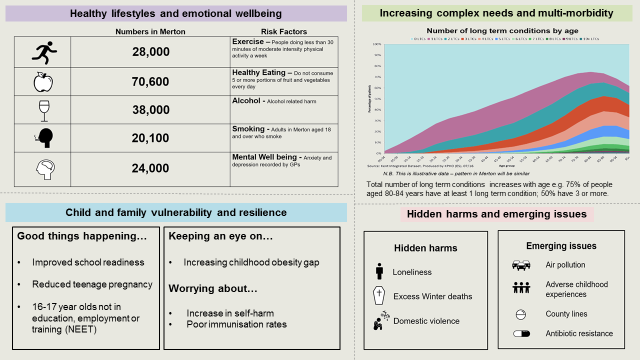 Healthy lifestyles and emotional wellbeing
Numbers in Merton
Risk Factors
28,000
Exercise – People doing less than 30
minutes of moderate intensity physical
activity a week
70,600
Healthy Eating – Do not consume
5 or more portions of fruit and vegetables
every day
38,000
Alcohol - Alcohol related harm
20,100
Smoking - Adults in Merton aged 18
and over who smoke
24,000
Mental Well being - Anxiety and
depression recorded by GPs
Increasing complex needs and multi-morbidity
Number of long term conditions by age
N.B. This is illustrative data – pattern in Merton will be similar
Total number of long term conditions increases with age e.g. 75% of people
aged 80-84 years have at least 1 long term condition; 50% have 3 or more.
Child and family vulnerability and resilience
Good things happening…
• Improved school readiness
• Reduced teenage pregnancy
• 16-17 year olds not in
education, employment or
training (NEET)
Keeping an eye on…
• Increasing childhood obesity gap
Worrying about…
• Increase in self-harm
• Poor immunisation rates
Hidden harms and emerging issues
Hidden harms
Loneliness
Excess Winter deaths
Domestic violence
Emerging issues
Air pollution
Adverse childhood
experiences
County lines
Antibiotic resistance